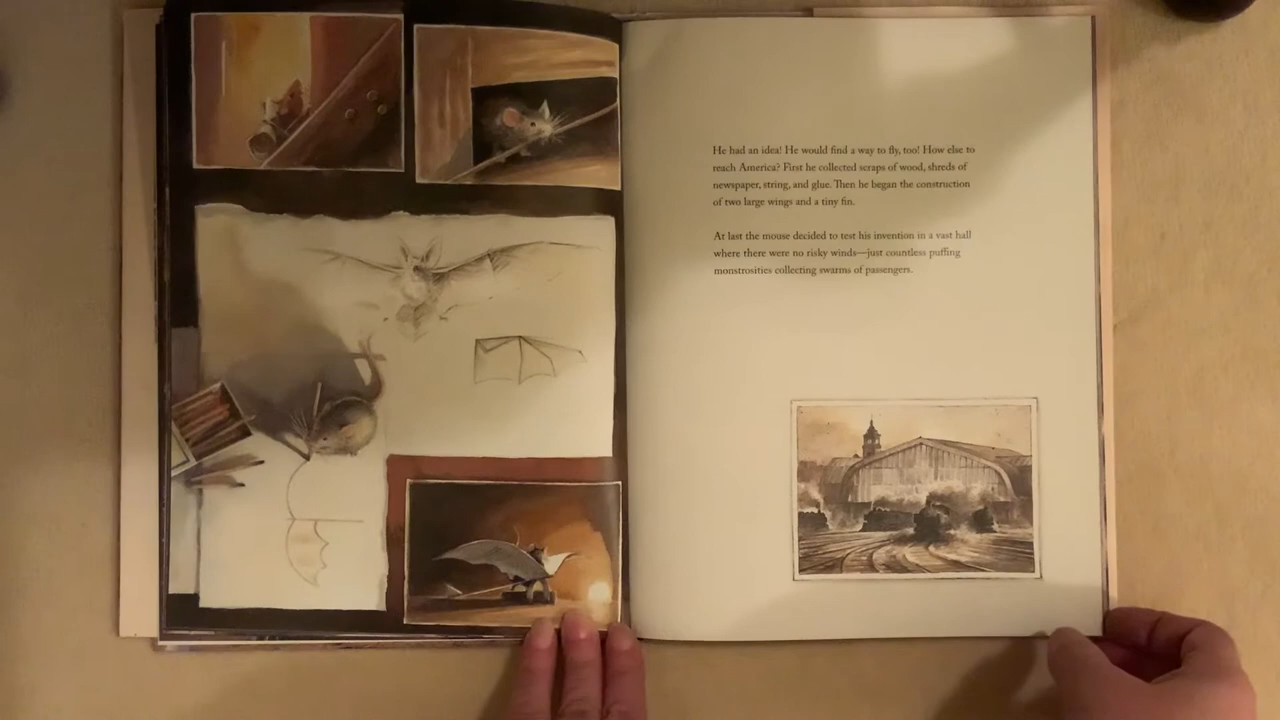 He had an idea! He would find a way to fly, too! How else to
reach America? First he collected scraps of wood, shreds of
newspaper, string, and glue. Then he began the construction
of two large wings and a tiny fin.
At last the mouse decided to test his invention in a vast hall
where there were no risky winds—just countless puffing
monstrosities collecting swarms of passengers.